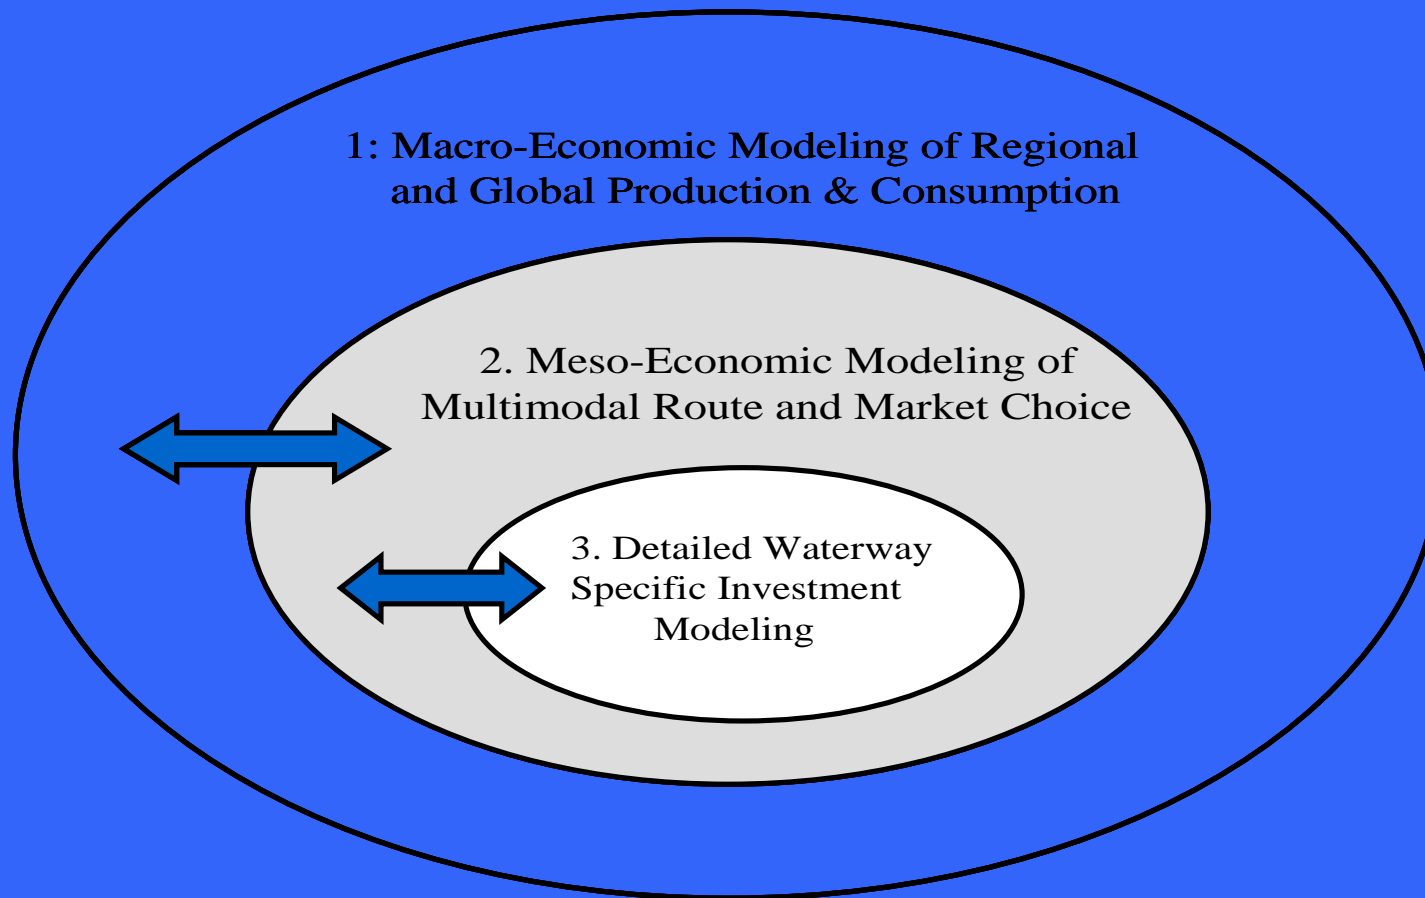 1: Macro-Economic Modeling of Regional
and Global Production & Consumption
2. Meso-Economic Modeling of
Multimodal Route and Market Choice
3. Detailed Waterway
Specific Investment
Modeling